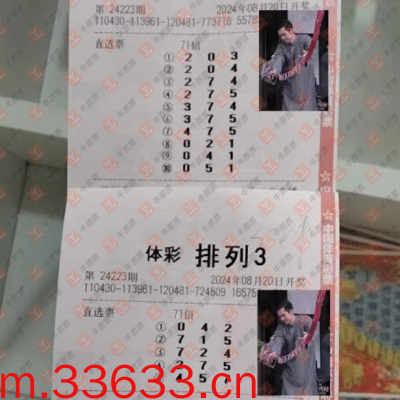 第 24223期 2024年08月20日开奖
110430-113961-120481-773716 5578
直选票 71倍
① 2 0 3
② 2 0 4
③ 2 7 4
④ 2 7 5
⑤ 3 7 4
⑥ 3 7 5
⑦ 4 7 5
⑧ 0 2 1
⑨ 0 4 1
⑩ 0 5 1
体彩 排列3
第 24223期 2024年08月20日开奖
110430-113961-120481-724809 16575
直选票 71倍
① 0 4 2
② 7 1 5
③ 7 2 4
m.33633.cn